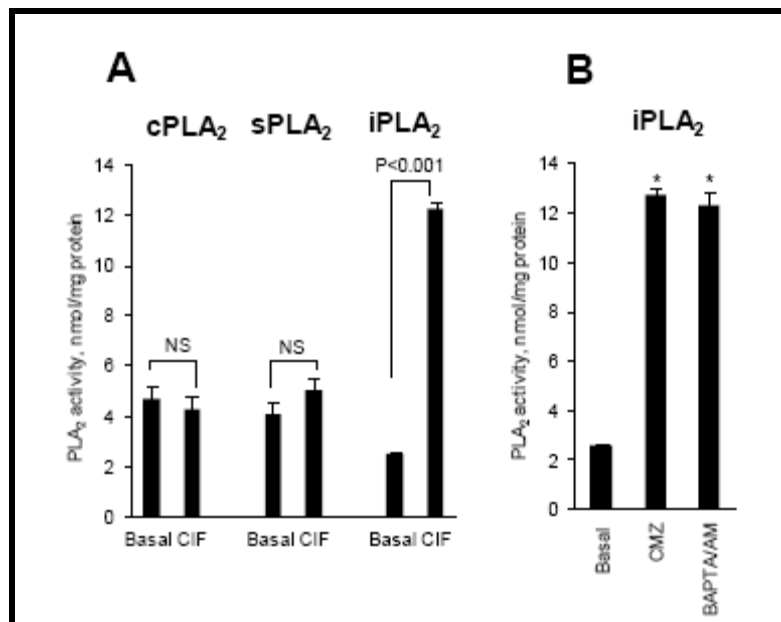 A
cPLA₂ sPLA₂ iPLA₂
P<0.001
14
12
10
8
6
4
2
0
PLA₂ activity, nmol/mg protein
NS
NS
Basal CIF
Basal CIF
Basal CIF
B
iPLA₂
14
12
10
8
6
4
2
0
PLA₂ activity, nmol/mg protein
*
*
Basal
CMZ
BAPTA/AM